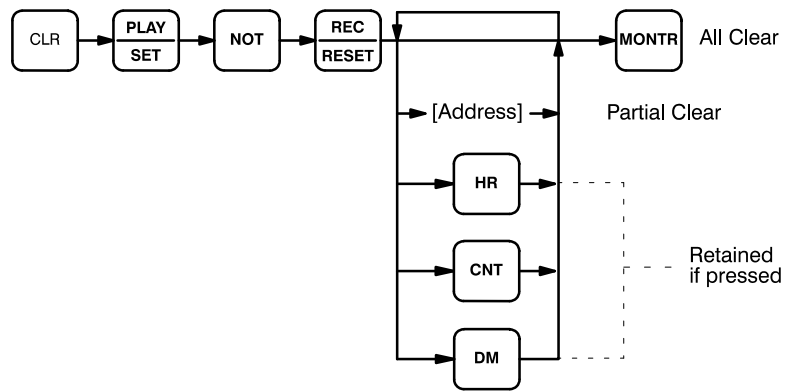 CLR
PLAY
SET
NOT
REC
RESET
MONTR
All Clear
[Address]
Partial Clear
HR
CNT
DM
Retained
if pressed